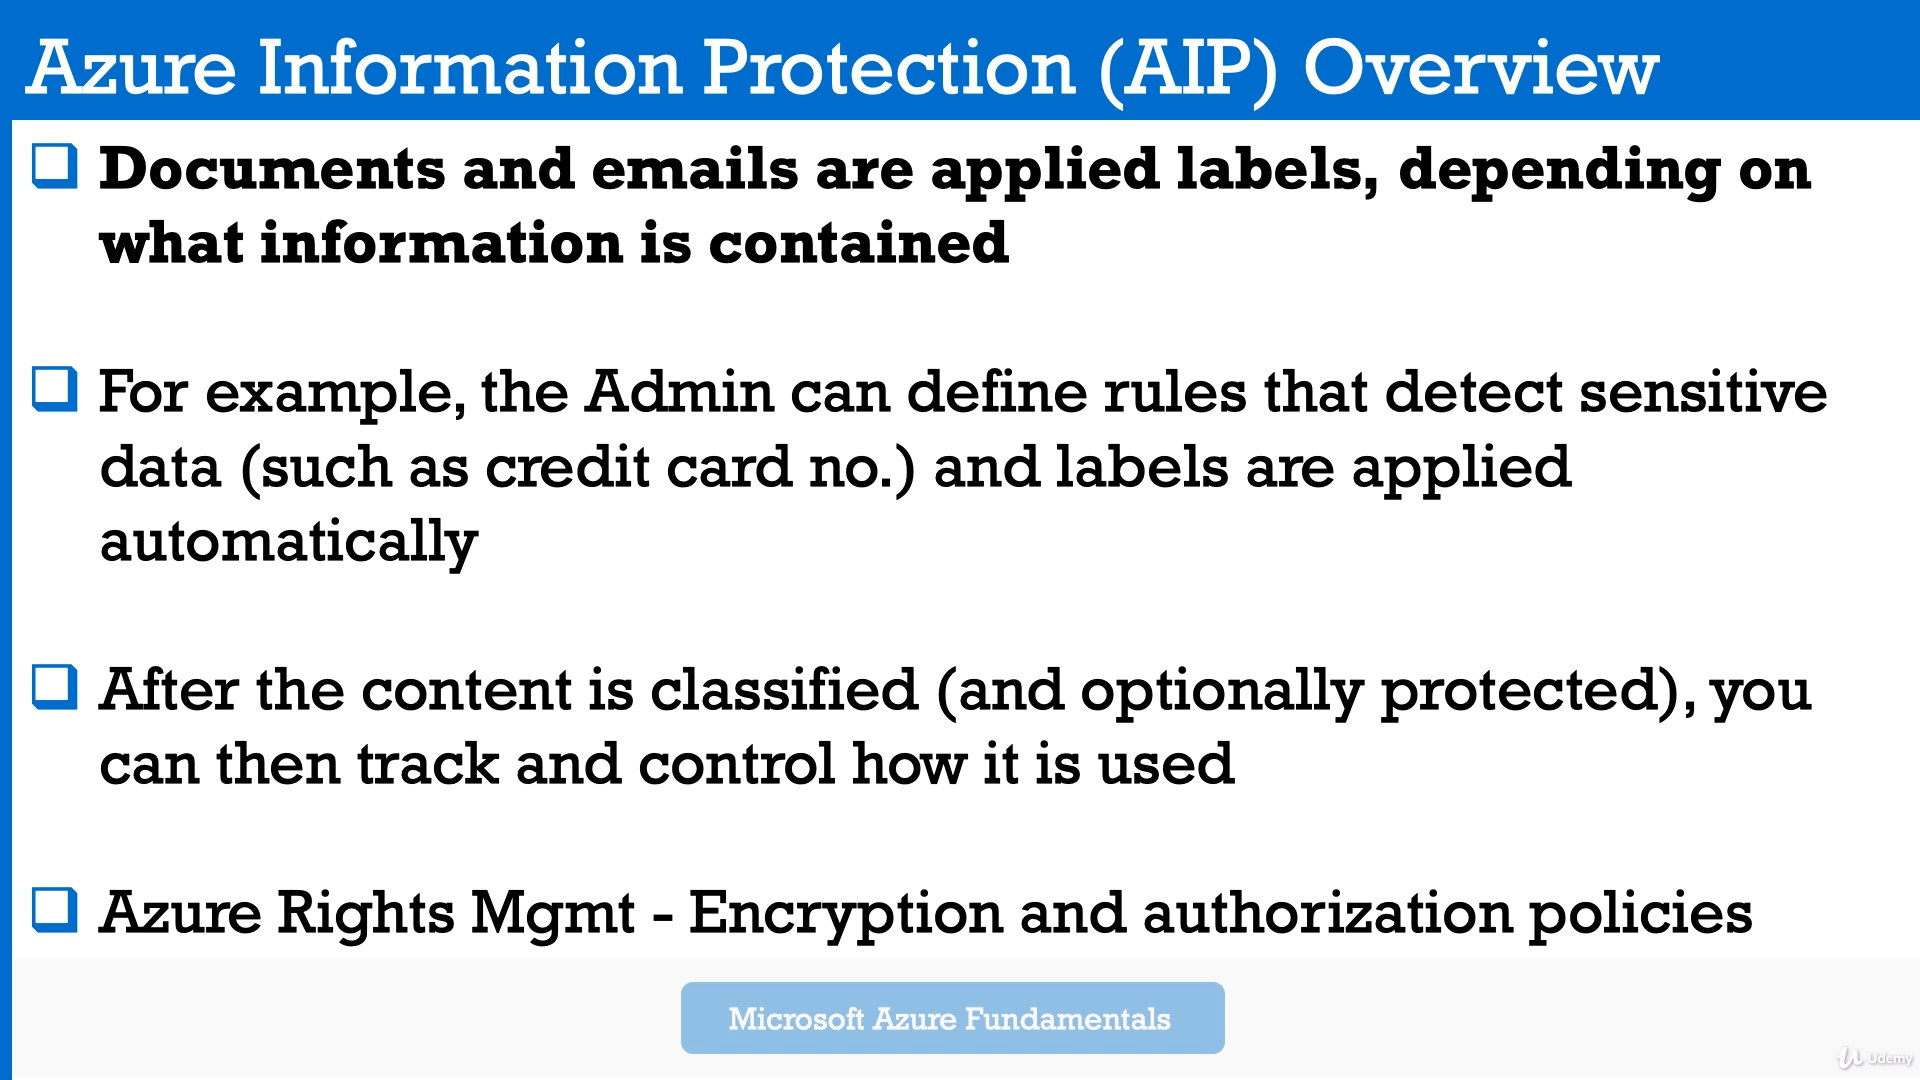 Azure Information Protection (AIP) Overview
Documents and emails are applied labels, depending on
what information is contained
For example, the Admin can define rules that detect sensitive
data (such as credit card no.) and labels are applied
automatically
After the content is classified (and optionally protected), you
can then track and control how it is used
Azure Rights Mgmt - Encryption and authorization policies
Microsoft Azure Fundamentals
Udemy